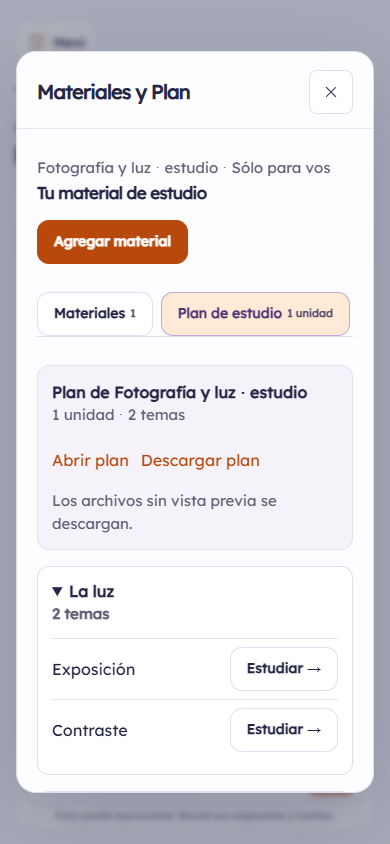 Menú
Materiales y Plan
Fotografía y luz · estudio · Sólo para vos
Tu material de estudio
Agregar material
Materiales 1
Plan de estudio 1 unidad
Plan de Fotografía y luz · estudio
1 unidad · 2 temas
Abrir plan
Descargar plan
Los archivos sin vista previa se
descargan.
▼ La luz
2 temas
Exposición
Estudiar →
Contraste
Estudiar →